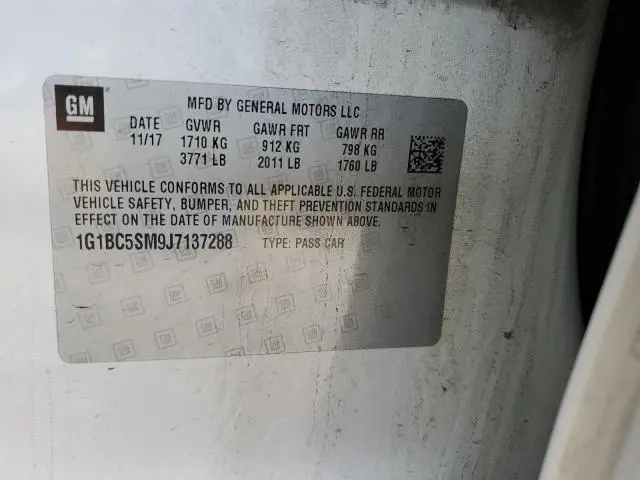 GM
MFD BY GENERAL MOTORS LLC
DATE GVWR GAWR FRT GAWR RR
11/17 1710 KG 912 KG 798 KG
3771 LB 2011 LB 1760 LB
THIS VEHICLE CONFORMS TO ALL APPLICABLE U.S. FEDERAL MOTOR
VEHICLE SAFETY, BUMPER, AND THEFT PREVENTION STANDARDS IN
EFFECT ON THE DATE OF MANUFACTURE SHOWN ABOVE.
1G1BC5SM9J7137288 TYPE: PASS CAR